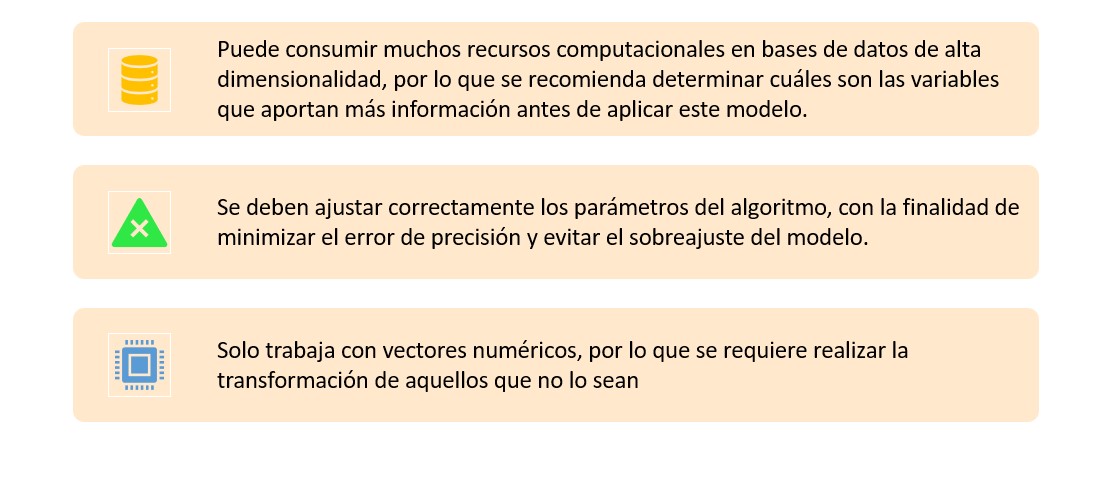 Puede consumir muchos recursos computacionales en bases de datos de alta
dimensionalidad, por lo que se recomienda determinar cuáles son las variables
que aportan más información antes de aplicar este modelo.
Se deben ajustar correctamente los parámetros del algoritmo, con la finalidad de
minimizar el error de precisión y evitar el sobreajuste del modelo.
Solo trabaja con vectores numéricos, por lo que se requiere realizar la
transformación de aquellos que no lo sean